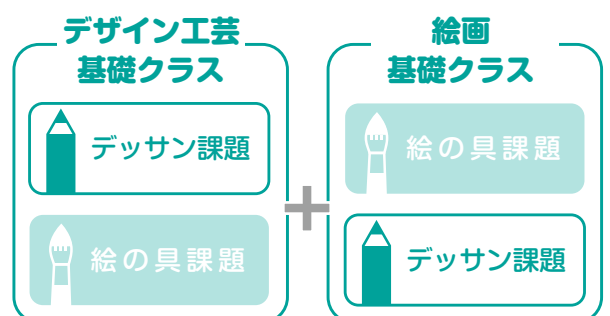 デザイン工芸
基礎クラス
デッサン課題
絵の具課題
+
絵画
基礎クラス
絵の具課題
デッサン課題